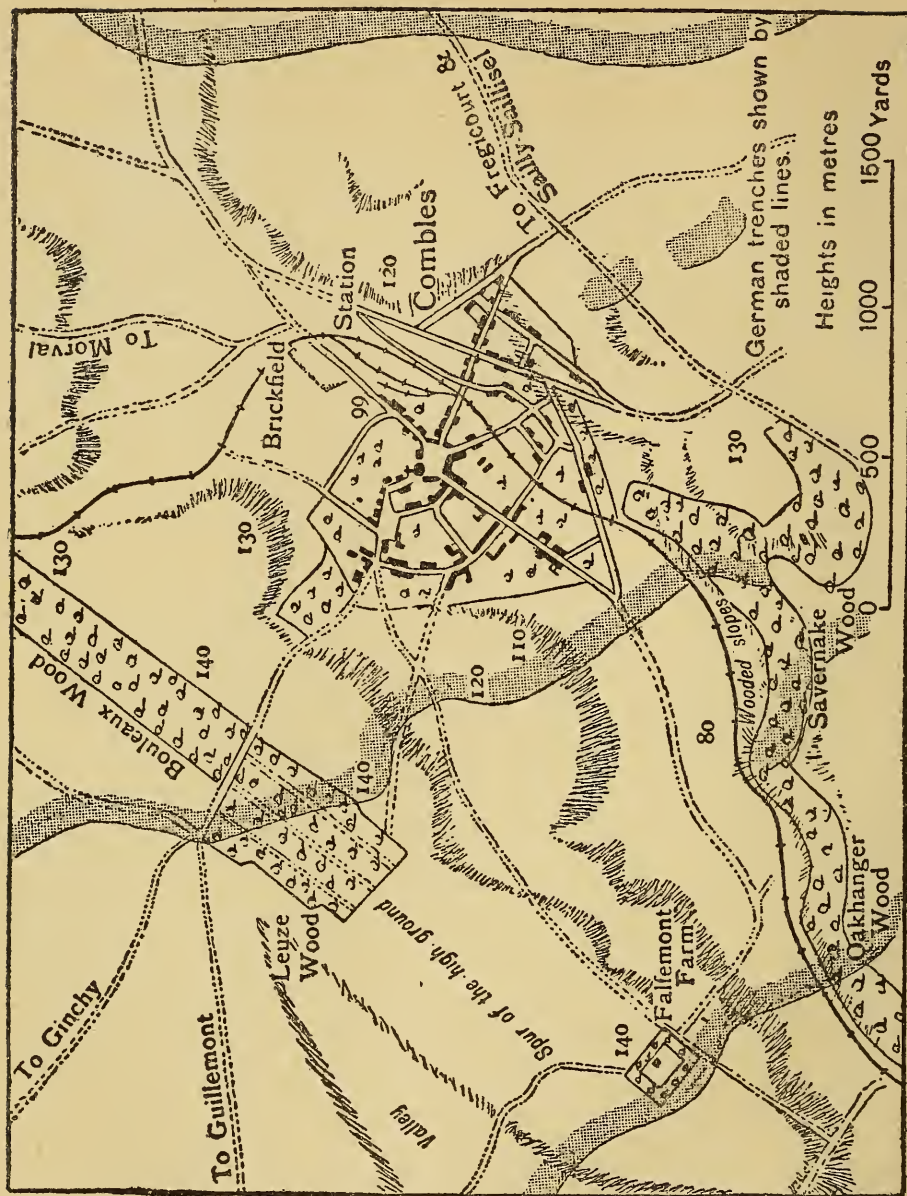 To Ginchy
To Guillemont
Bouleaux Wood
130
140
Leuze
Wood
140
Valley
Spur of the high ground
140
Falfemont
Farm
Oakhanger
Wood
To Morval
130
Brickfield
99
Station
120
Combles
120
110
80
Wooded slopes
Savernake
Wood
130
To Fregicourt &
Sailly-Saillisel
German trenches shown by
shaded lines.
Heights in metres
0 500 1000 1500 Yards